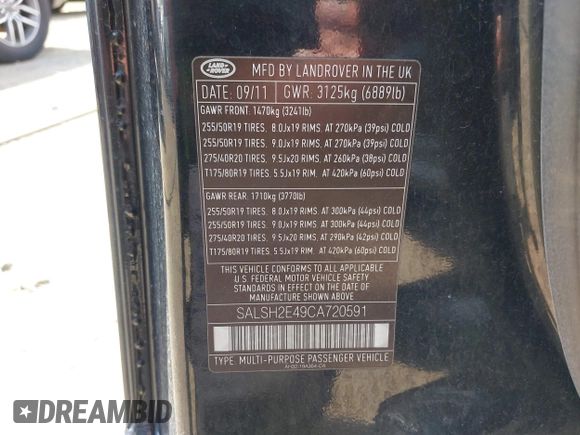 LAND-
ROVER
MFD BY LANDROVER IN THE UK
DATE: 09/11 GWR: 3125kg (6889lb)
GAWR FRONT: 1470kg (3241lb)
255/50R19 TIRES. 8.0Jx19 RIMS. AT 270kPa (39psi) COLD
255/50R19 TIRES. 9.0Jx19 RIMS. AT 270kPa (39psi) COLD
275/40R20 TIRES. 9.5Jx20 RIMS. AT 260kPa (38psi) COLD
T175/80R19 TIRES. 5.5Jx19 RIM. AT 420kPa (60psi) COLD
GAWR REAR: 1710kg (3770lb)
255/50R19 TIRES. 8.0Jx19 RIMS. AT 300kPa (44psi) COLD
255/50R19 TIRES. 9.0Jx19 RIMS. AT 300kPa (44psi) COLD
275/40R20 TIRES. 9.5Jx20 RIMS. AT 290kPa (42psi) COLD
T175/80R19 TIRES. 5.5Jx19 RIM. AT 420kPa (60psi) COLD
THIS VEHICLE CONFORMS TO ALL APPLICABLE
U.S. FEDERAL MOTOR VEHICLE SAFETY
STANDARDS IN EFFECT ON THE DATE OF
MANUFACTURE SHOWN ABOVE
SALSH2E49CA720591
TYPE: MULTI-PURPOSE PASSENGER VEHICLE
DREAMBID